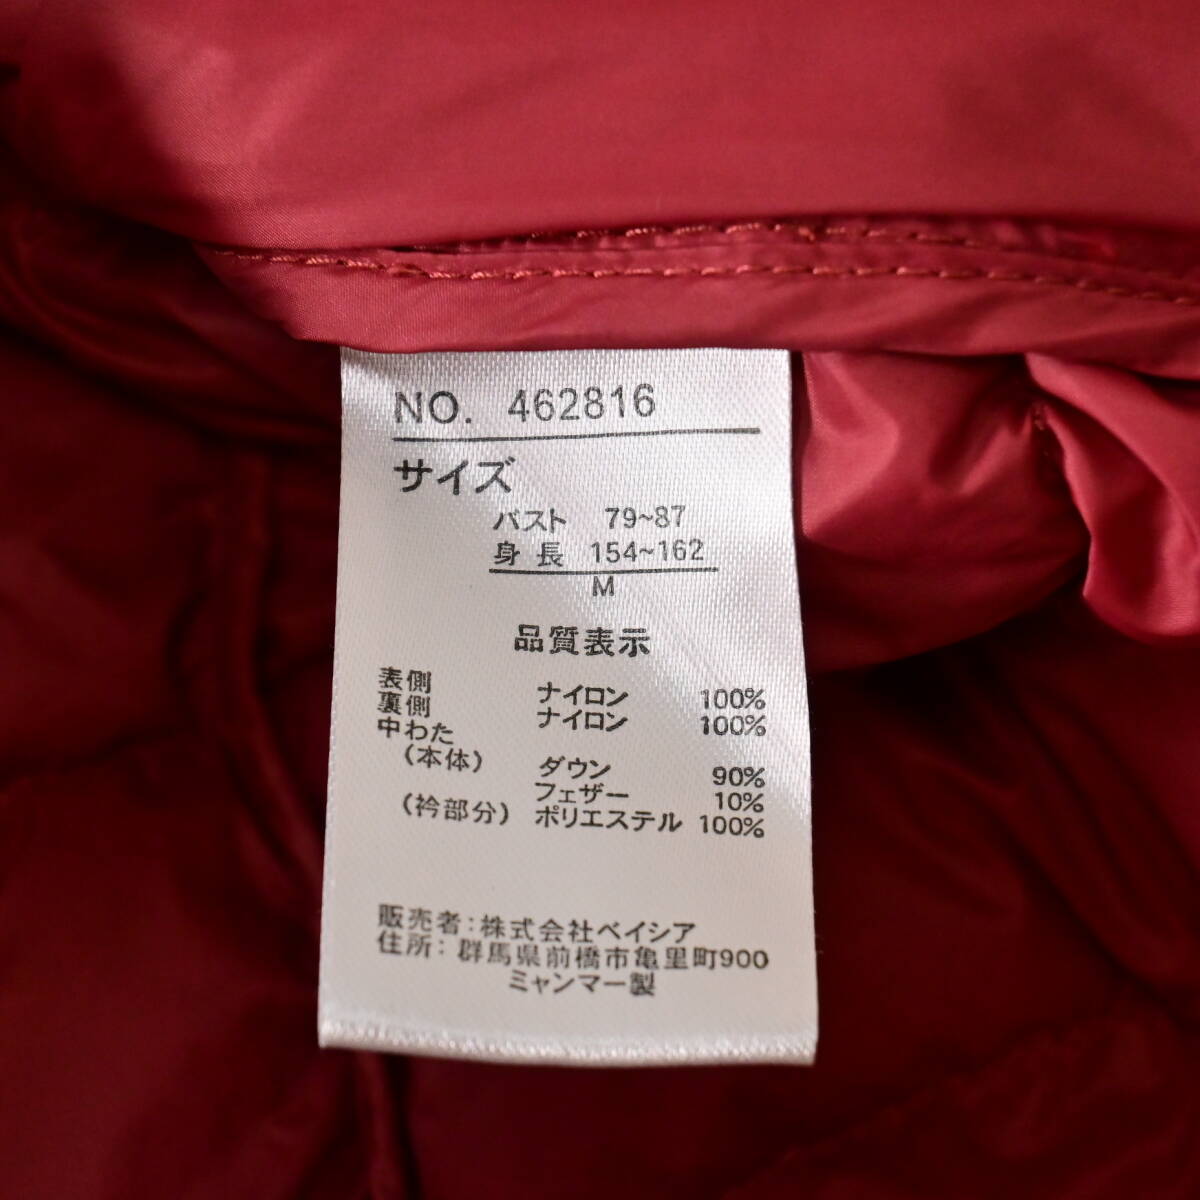 NO. 462816
サイズ
バスト 79~87
身長 154~162
M
品質表示
表側 ナイロン 100%
裏側 ナイロン 100%
中わた
(本体) ダウン 90%
フェザー 10%
(衿部分) ポリエステル 100%
販売者:株式会社ベイシア
住所:群馬県前橋市亀里町900
ミャンマー製